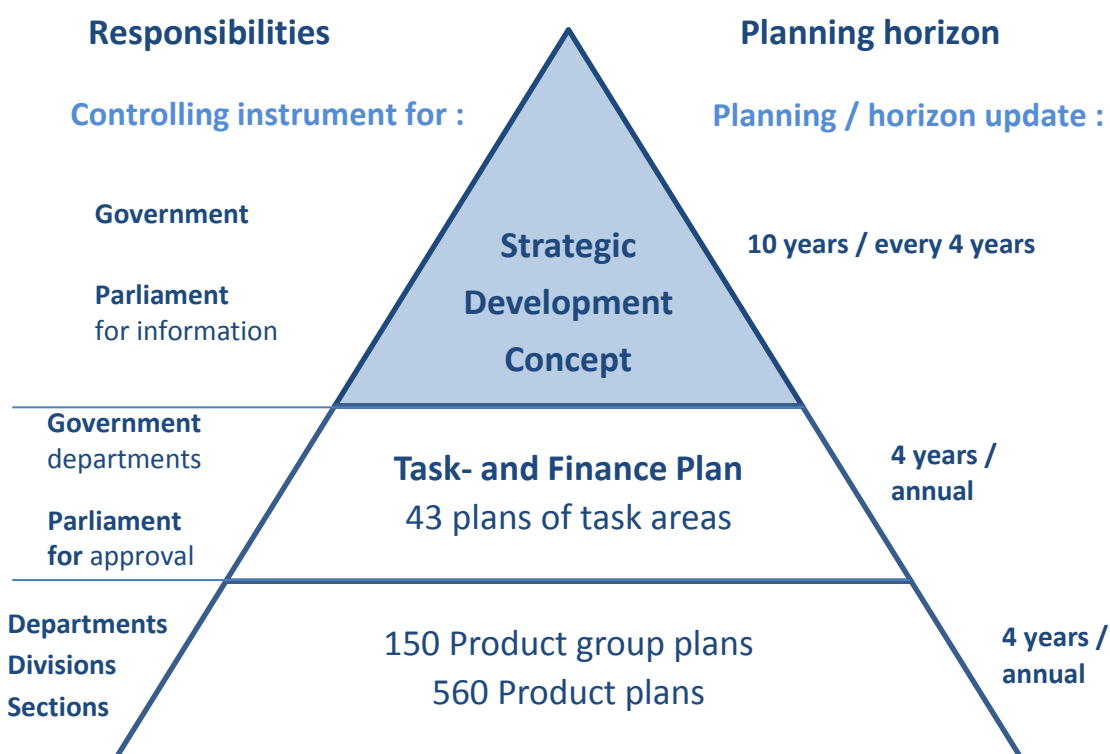 Responsibilities
Planning horizon
Controlling instrument for :
Planning / horizon update :
Government
Parliament
for information
Strategic
Development
Concept
10 years / every 4 years
Government
departments
Parliament
for approval
Task- and Finance Plan
43 plans of task areas
4 years /
annual
Departments
Divisions
Sections
150 Product group plans
560 Product plans
4 years /
annual